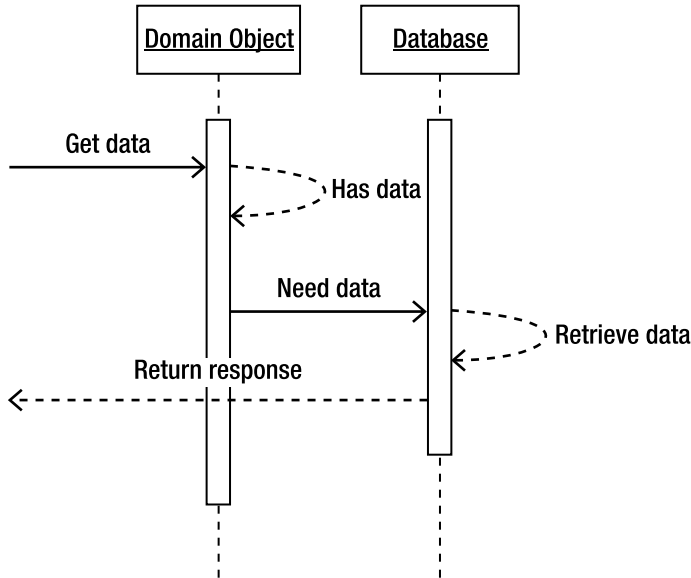 Domain Object
Database
Get data
Has data
Need data
Retrieve data
Return response